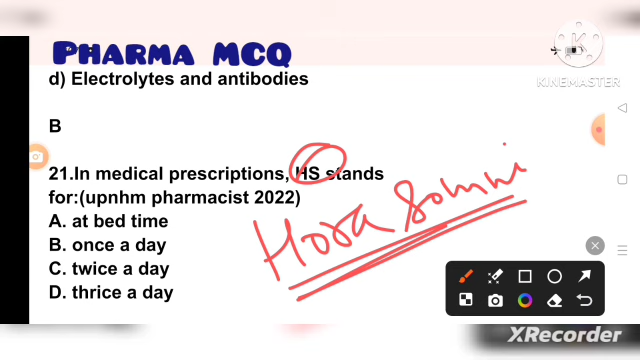 PHARMA MCQ
KINEMASTER
d) Electrolytes and antibodies
B
21.In medical prescriptions, HS stands
for:(upnhm pharmacist 2022)
A. at bed time
B. once a day
C. twice a day
D. thrice a day
Hora Somni
XRecorder